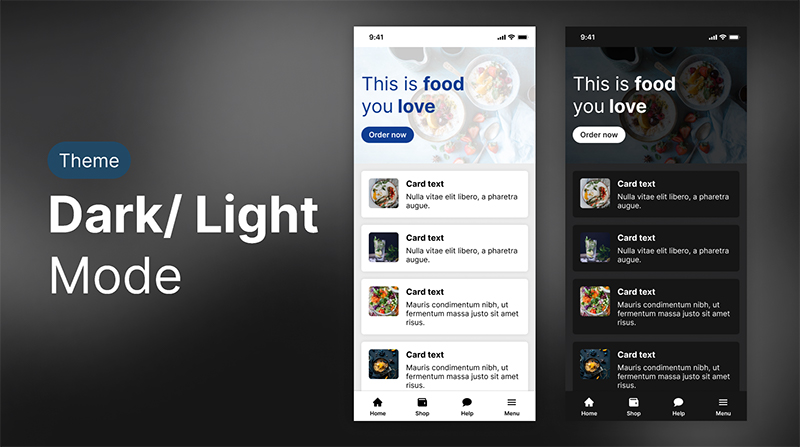 Theme
Dark/ Light
Mode
9:41
This is food
you love
Order now
Card text
Nulla vitae elit libero, a pharetra
augue.
Card text
Nulla vitae elit libero, a pharetra
augue.
Card text
Mauris condimentum nibh, ut
fermentum massa justo sit amet
risus.
Card text
Mauris condimentum nibh, ut
fermentum massa justo sit amet
risus.
Home
Shop
Help
Menu
9:41
This is food
you love
Order now
Card text
Nulla vitae elit libero, a pharetra
augue.
Card text
Nulla vitae elit libero, a pharetra
augue.
Card text
Mauris condimentum nibh, ut
fermentum massa justo sit amet
risus.
Card text
Mauris condimentum nibh, ut
fermentum massa justo sit amet
risus.
Home
Shop
Help
Menu